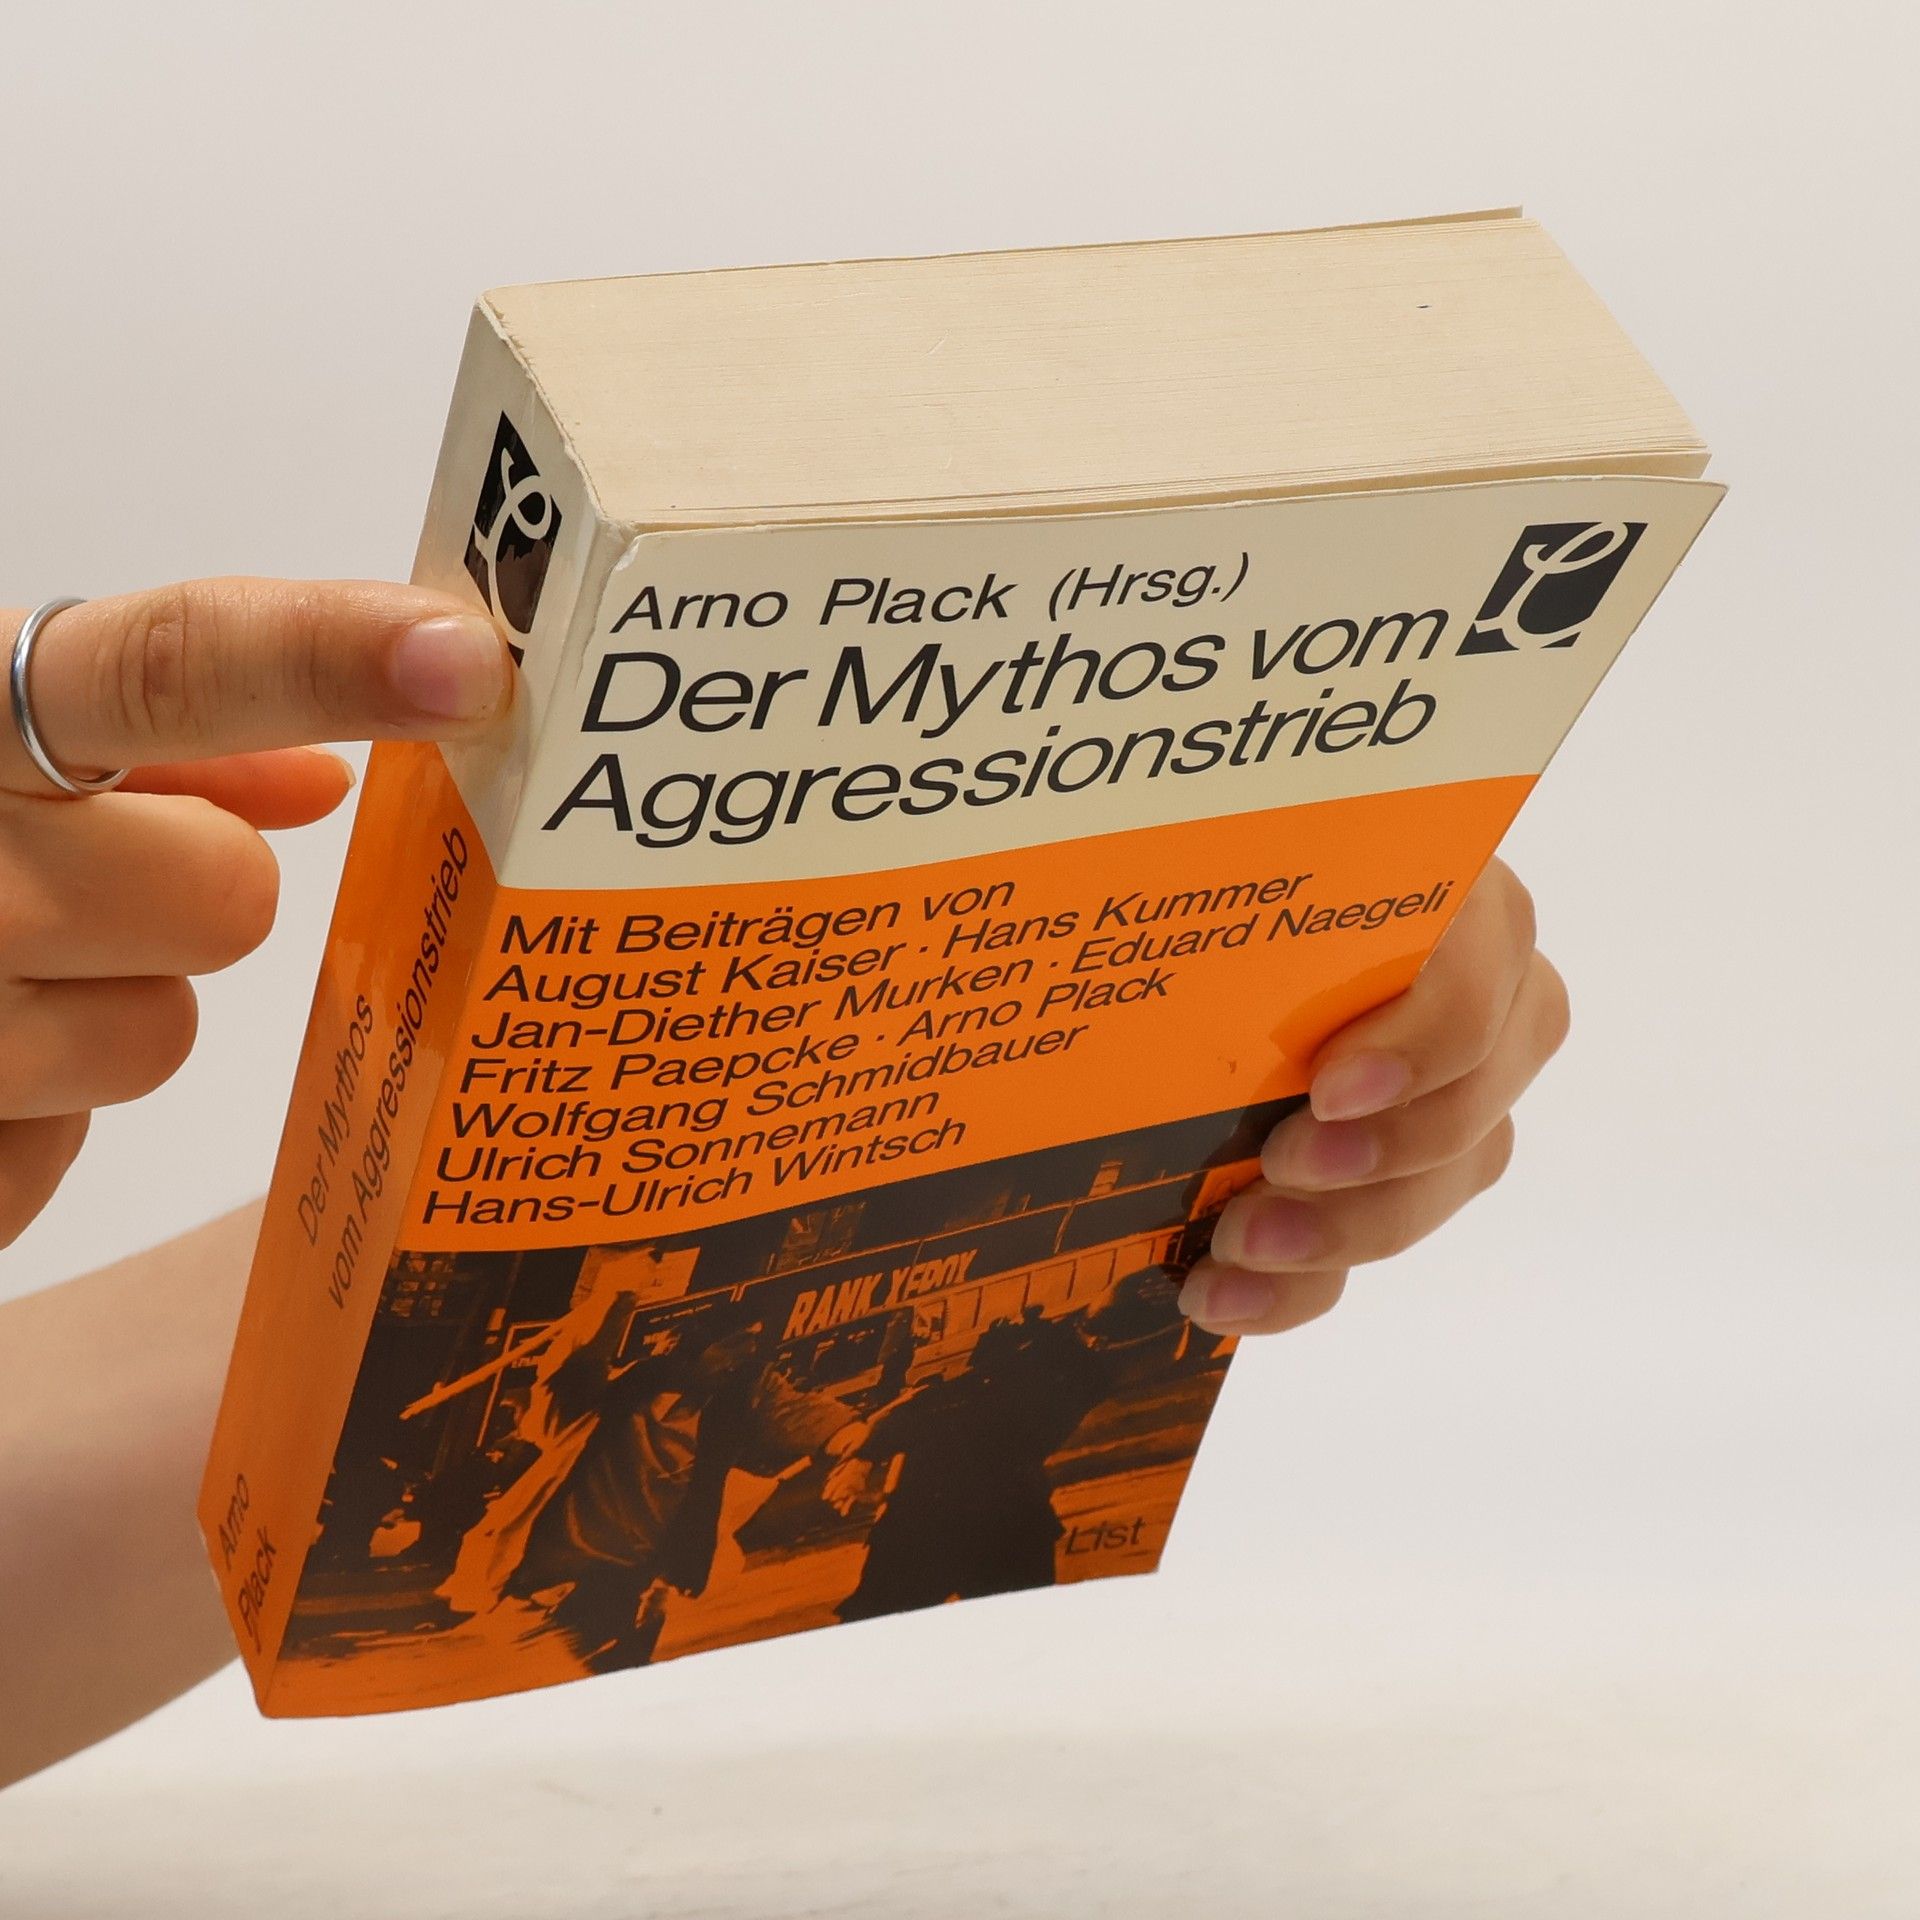 Arno Plack (Hrsg.)
Der Mythos vom
Aggressionstrieb
Mit Beiträgen von
August Kaiser · Hans Kummer
Jan-Diether Murken · Eduard Naegeli
Fritz Paepcke · Arno Plack
Wolfgang Schmidbauer
Ulrich Sonnemann
Hans-Ulrich Wintsch
RANK XEROX
List
Der Mythos
vom Aggressionstrieb
Arno
Plack